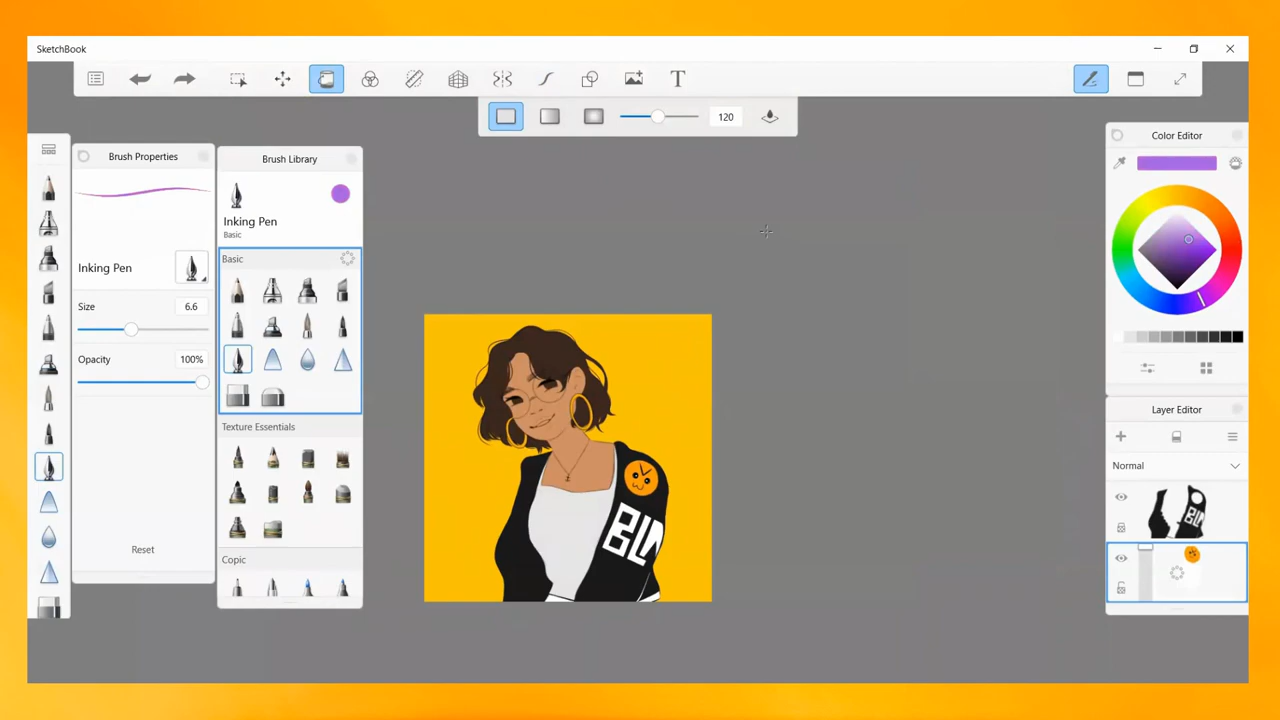 SketchBook
T
120
Brush Properties
Brush Library
Color Editor
Inking Pen
Basic
Inking Pen
Basic
Size
6.6
Opacity
100%
Reset
Texture Essentials
Copic
Layer Editor
Normal